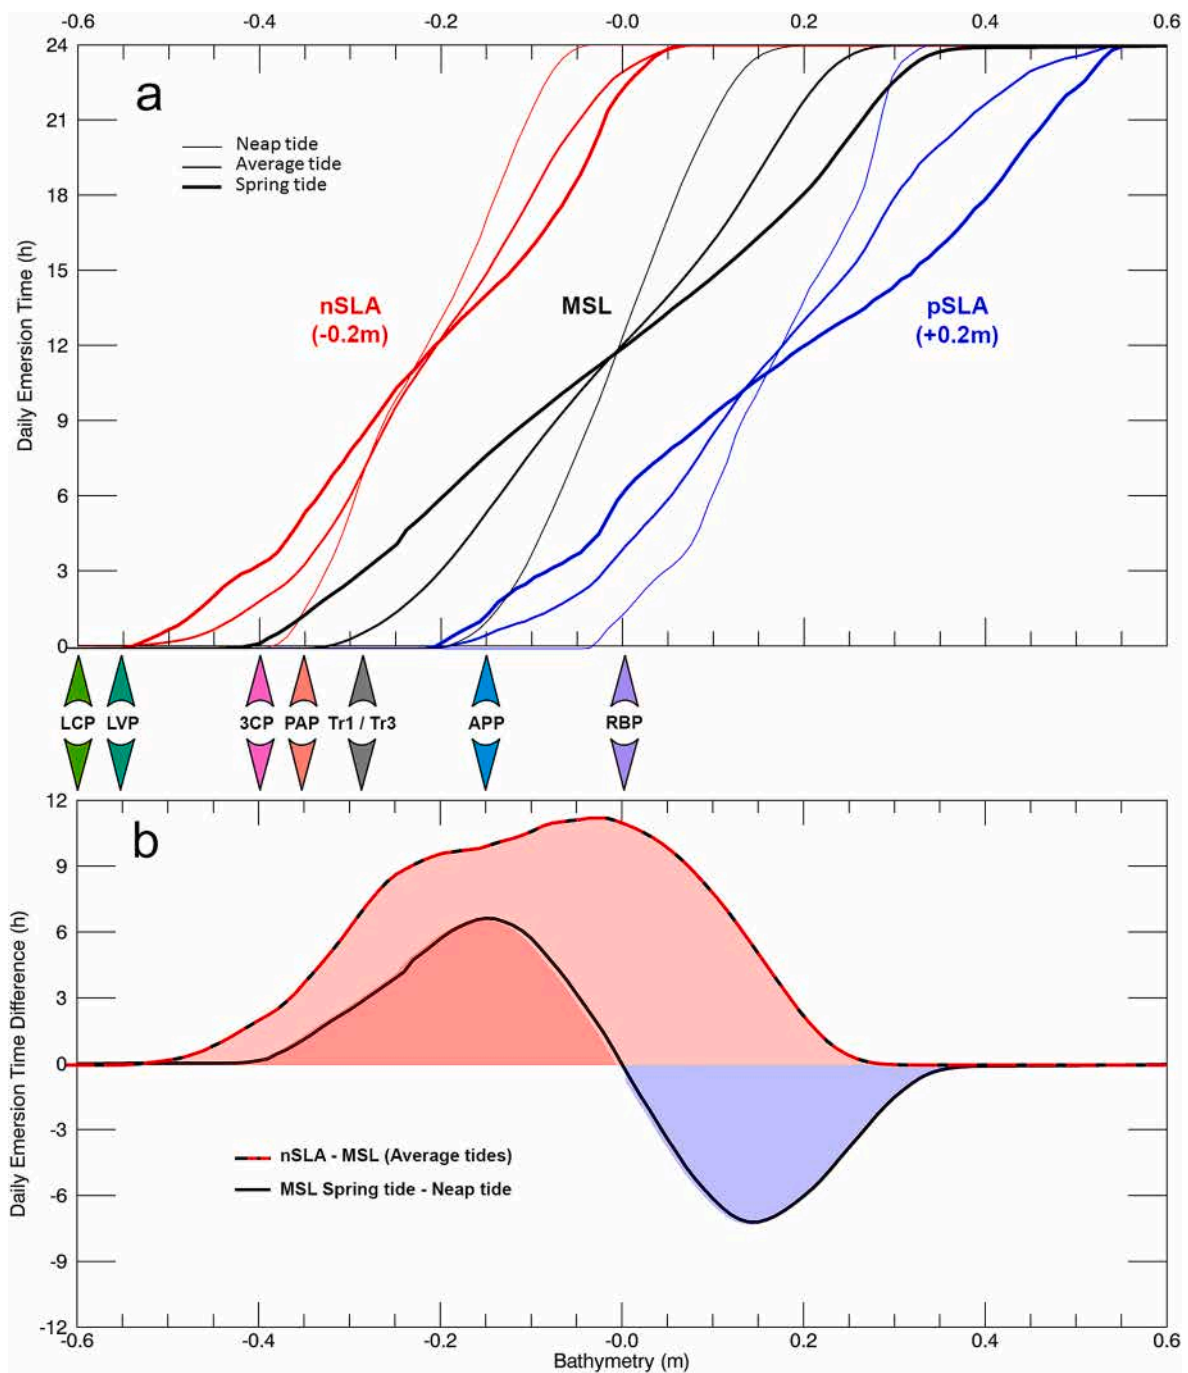 -0.6 -0.4 -0.2 -0.0 0.2 0.4 0.6
24
a
21
Neap tide
Average tide
Spring tide
18
15
nSLA
(-0.2m)
MSL
pSLA
(+0.2m)
12
9
6
3
0
Daily Emersion Time (h)
LCP LVP 3CP PAP Tr1 / Tr3 APP RBP
12
b
9
6
3
0
-3
nSLA - MSL (Average tides)
MSL Spring tide - Neap tide
-6
-9
-12
Daily Emersion Time Difference (h)
-0.6 -0.4 -0.2 -0.0 0.2 0.4 0.6
Bathymetry (m)